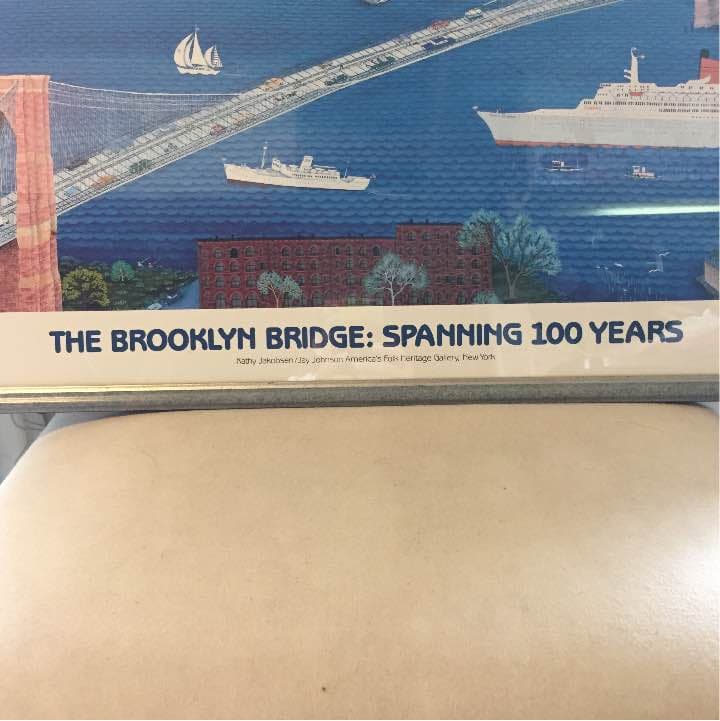 THE BROOKLYN BRIDGE: SPANNING 100 YEARS
Kathy Jakobsen/Jay Johnson America's Folk Heritage Gallery, New York